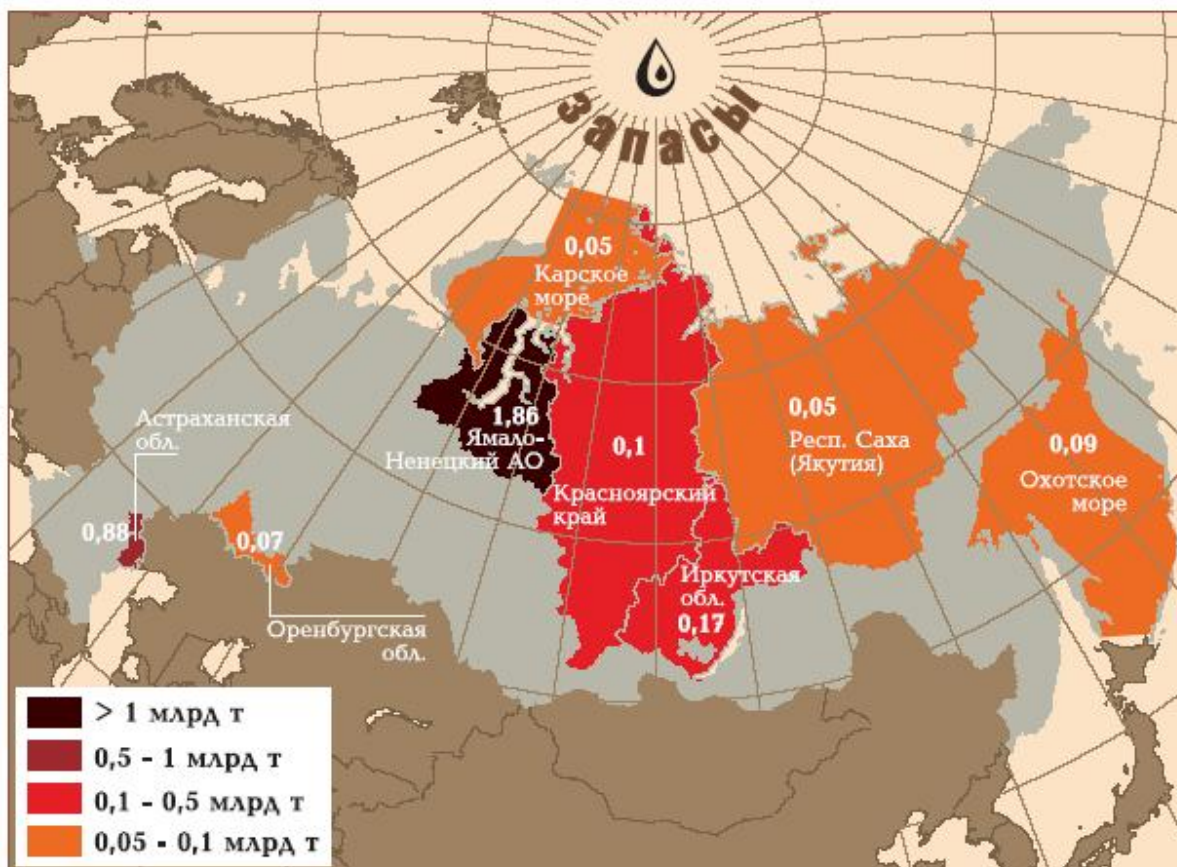 запасы
0,05
Карское
море
1,86
Ямало-
Ненецкий АО
0,1
Красноярский
край
0,05
Респ. Саха
(Якутия)
0,09
Охотское
море
Астраханская
обл.
0,88
0,07
Оренбургская
обл.
Иркутская
обл.
0,17
> 1 млрд т
0,5 - 1 млрд т
0,1 - 0,5 млрд т
0,05 - 0,1 млрд т